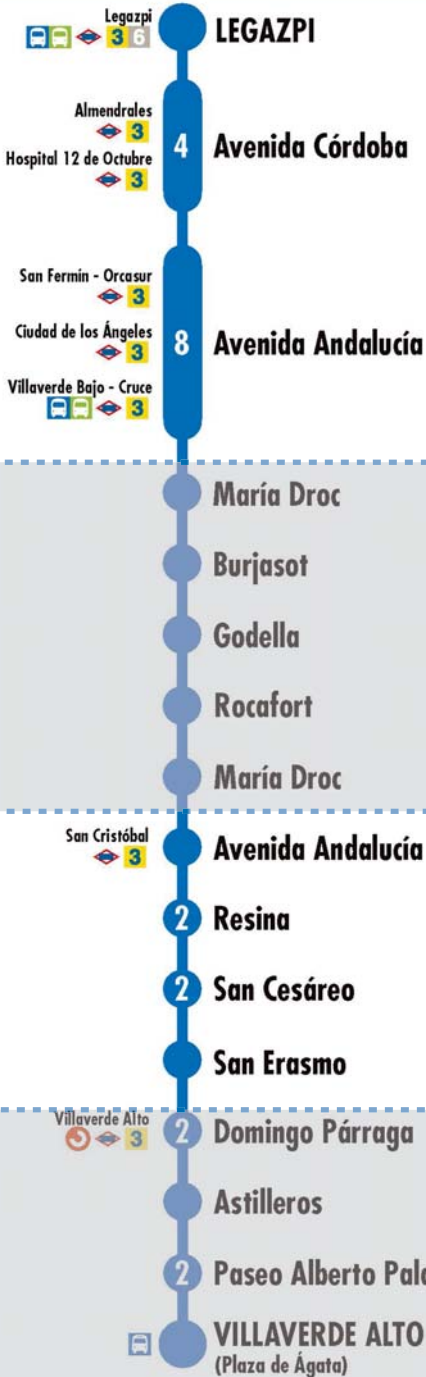 Legazpi
3 6
LEGAZPI
Almendrales
3
Hospital 12 de Octubre
3
4
Avenida Córdoba
San Fermín - Orcasur
3
Ciudad de los Ángeles
3
Villaverde Bajo - Cruce
3
8
Avenida Andalucía
María Droc
Burjasot
Godella
Rocafort
María Droc
San Cristóbal
3
Avenida Andalucía
2 Resina
2 San Cesáreo
San Erasmo
Villaverde Alto
3
2 Domingo Párraga
Astilleros
2 Paseo Alberto
VILLAVERDE ALTO
(Plaza de Ágata)